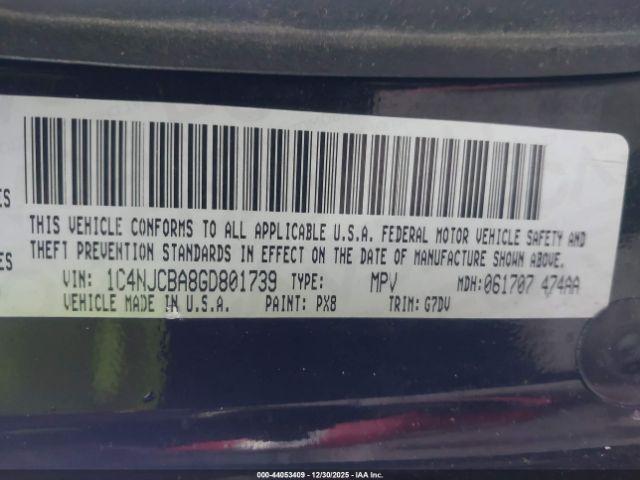 ES
THIS VEHICLE CONFORMS TO ALL APPLICABLE U.S.A. FEDERAL MOTOR VEHICLE SAFETY AND
THEFT PREVENTION STANDARDS IN EFFECT ON THE DATE OF MANUFACTURE SHOWN ABOVE.
ES
VIN: 1C4NJCBA8GD801739 TYPE: MPV MDH: 061707 474AA
VEHICLE MADE IN U.S.A. PAINT: PX8 TRIM: G7DV
000-44053409 - 12/30/2025 - IAA Inc.